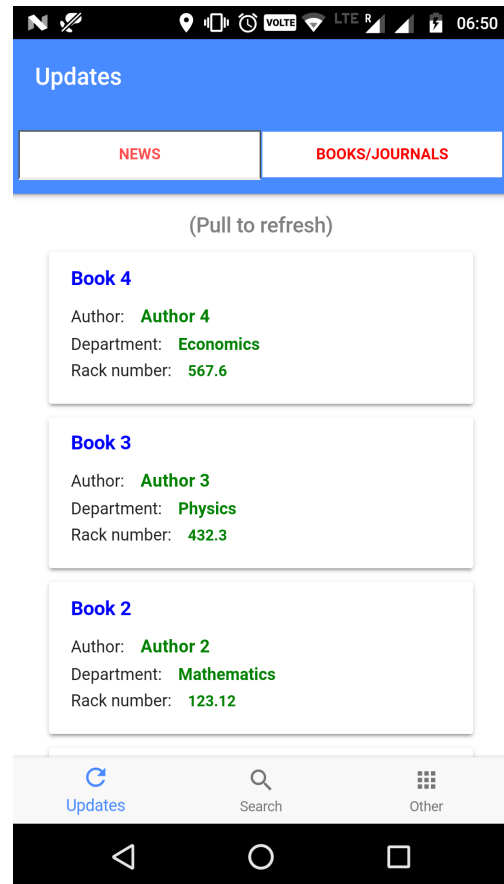 VOLTE LTE R 06:50
Updates
NEWS BOOKS/JOURNALS
(Pull to refresh)
Book 4
Author: Author 4
Department: Economics
Rack number: 567.6
Book 3
Author: Author 3
Department: Physics
Rack number: 432.3
Book 2
Author: Author 2
Department: Mathematics
Rack number: 123.12
Updates Search Other